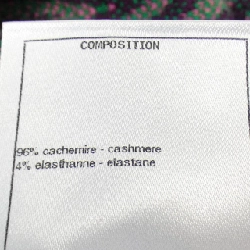 COMPOSITION
96% cachemire - cashmere
4% elasthanne - elastane